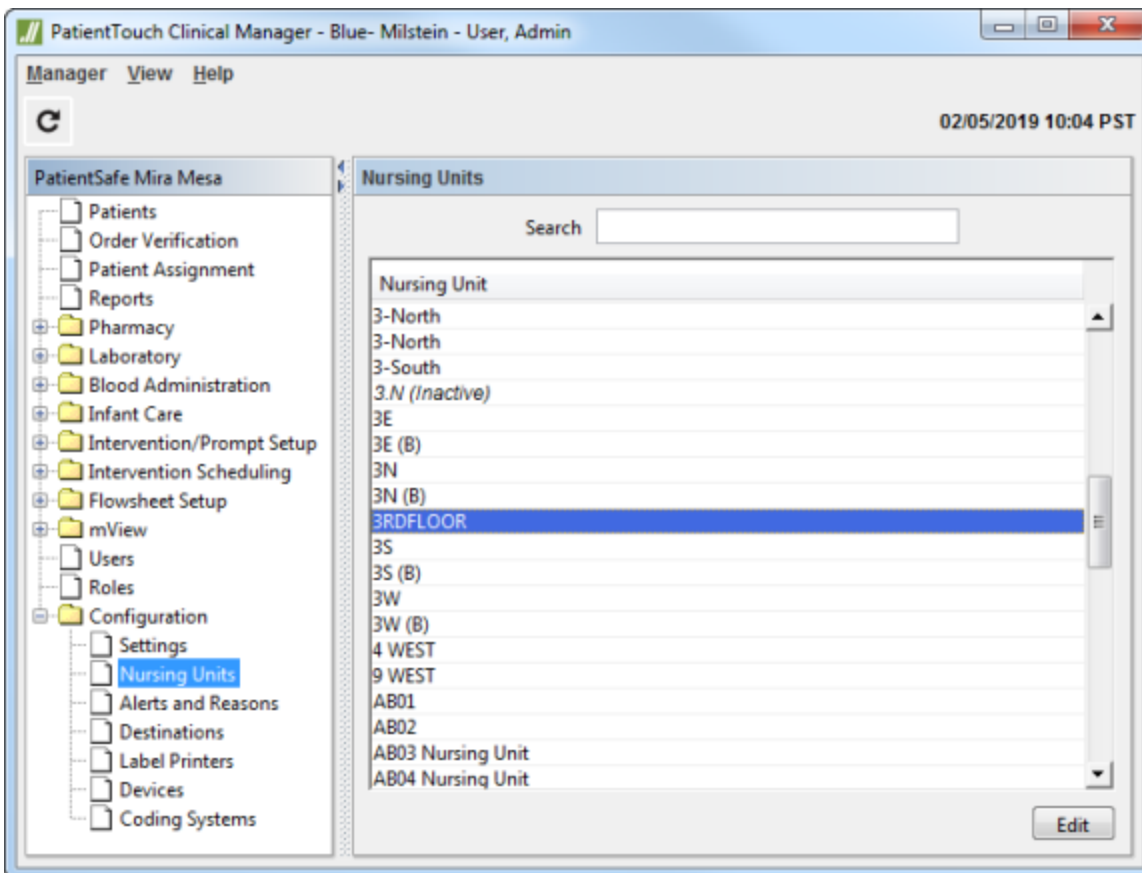 PatientTouch Clinical Manager - Blue- Milstein - User, Admin
Manager View Help
02/05/2019 10:04 PST
PatientSafe Mira Mesa
Patients
Order Verification
Patient Assignment
Reports
Pharmacy
Laboratory
Blood Administration
Infant Care
Intervention/Prompt Setup
Intervention Scheduling
Flowsheet Setup
mView
Users
Roles
Configuration
Settings
Nursing Units
Alerts and Reasons
Destinations
Label Printers
Devices
Coding Systems
Nursing Units
Search
Nursing Unit
3-North
3-North
3-South
3.N (Inactive)
3E
3E (B)
3N
3N (B)
3RDFLOOR
3S
3S (B)
3W
3W (B)
4 WEST
9 WEST
AB01
AB02
AB03 Nursing Unit
AB04 Nursing Unit
Edit